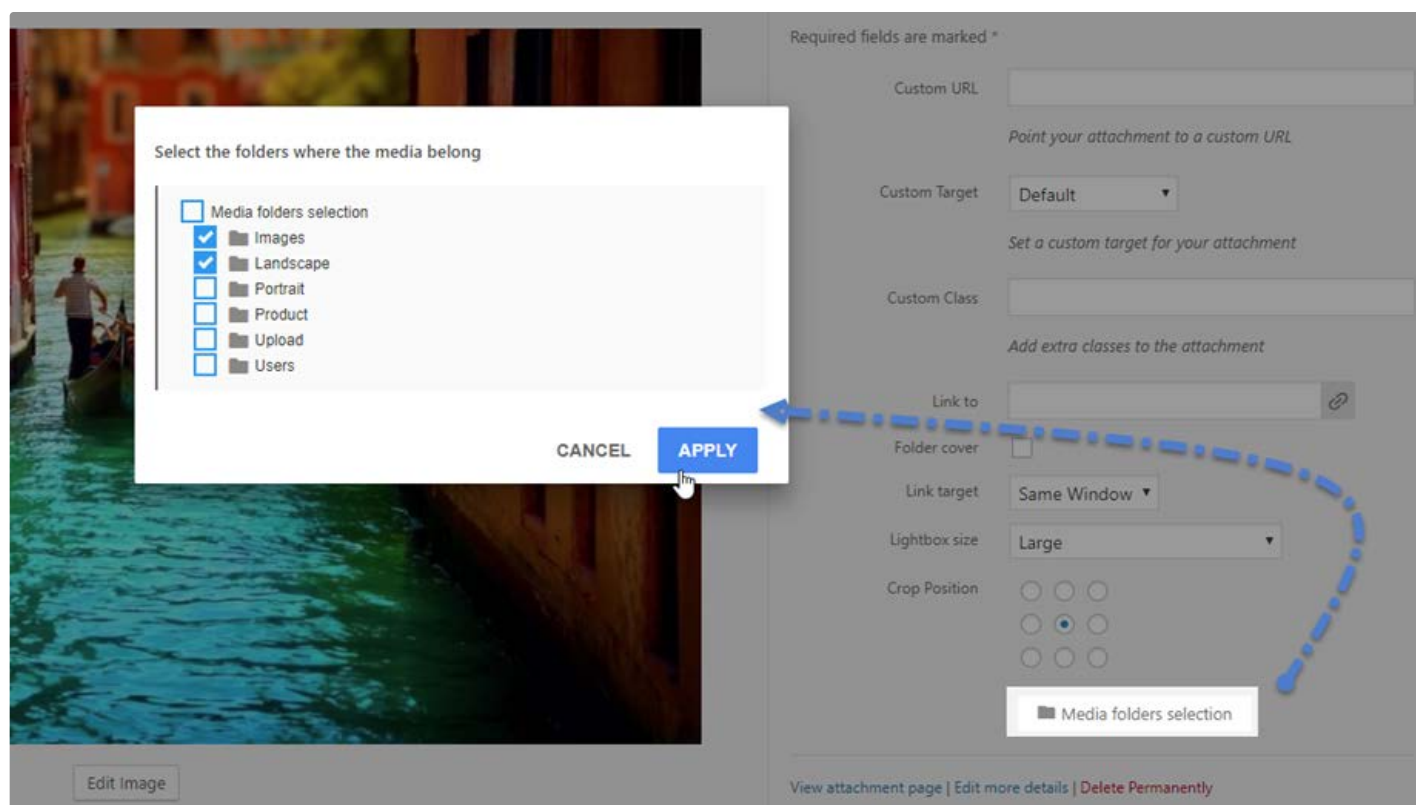 Required fields are marked *
Custom URL
Point your attachment to a custom URL
Custom Target Default
Set a custom target for your attachment
Custom Class
Add extra classes to the attachment
Link to
Folder cover
Link target Same Window
Lightbox size Large
Crop Position
Media folders selection
View attachment page | Edit more details | Delete Permanently
Select the folders where the media belong
Media folders selection
Images
Landscape
Portrait
Product
Upload
Users
CANCEL APPLY
Edit Image